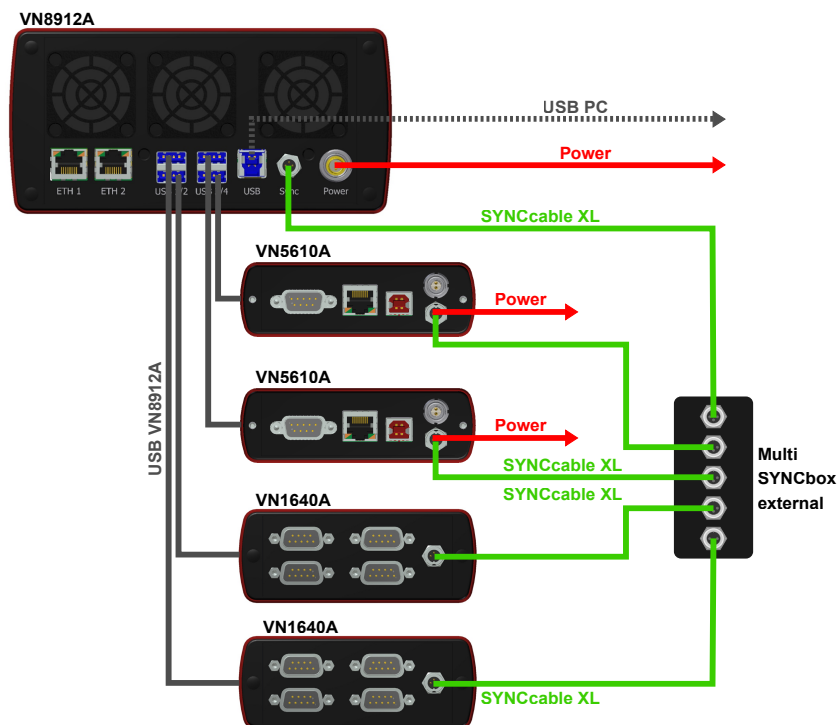 VN8912A
USB PC
Power
ETH 1
ETH 2
USB
Sync
Power
SYNCcable XL
VN5610A
Power
VN5610A
Power
USB VN8912A
SYNCcable XL
SYNCcable XL
Multi
SYNCbox
external
VN1640A
VN1640A
SYNCcable XL